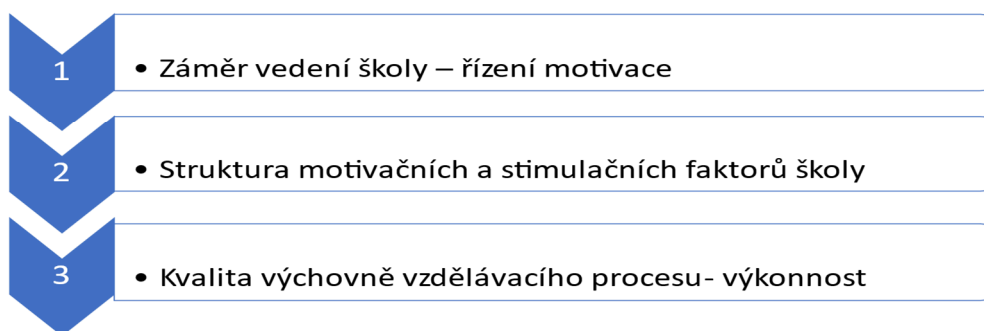 1 • Záměr vedení školy – řízení motivace
2 • Struktura motivačních a stimulačních faktorů školy
3 • Kvalita výchovně vzdělávacího procesu- výkonnost